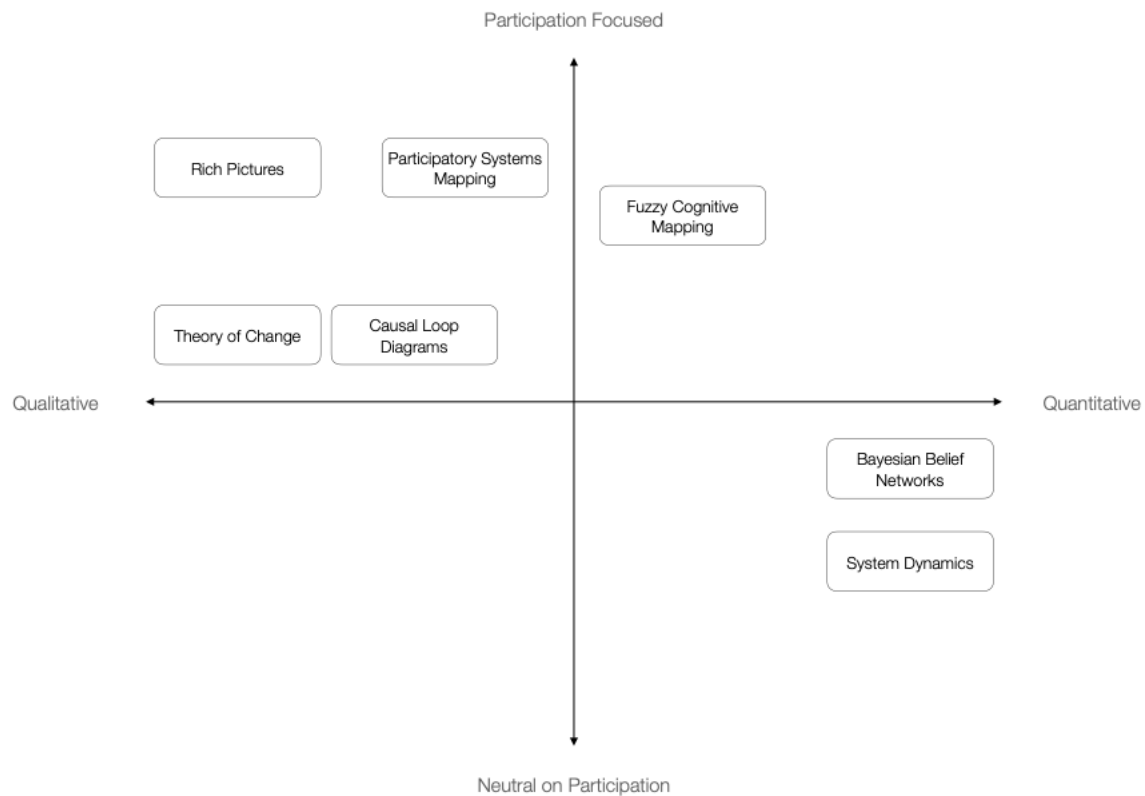 Participation Focused
Rich Pictures
Participatory Systems
Mapping
Fuzzy Cognitive
Mapping
Theory of Change
Causal Loop
Diagrams
Qualitative
Quantitative
Bayesian Belief
Networks
System Dynamics
Neutral on Participation